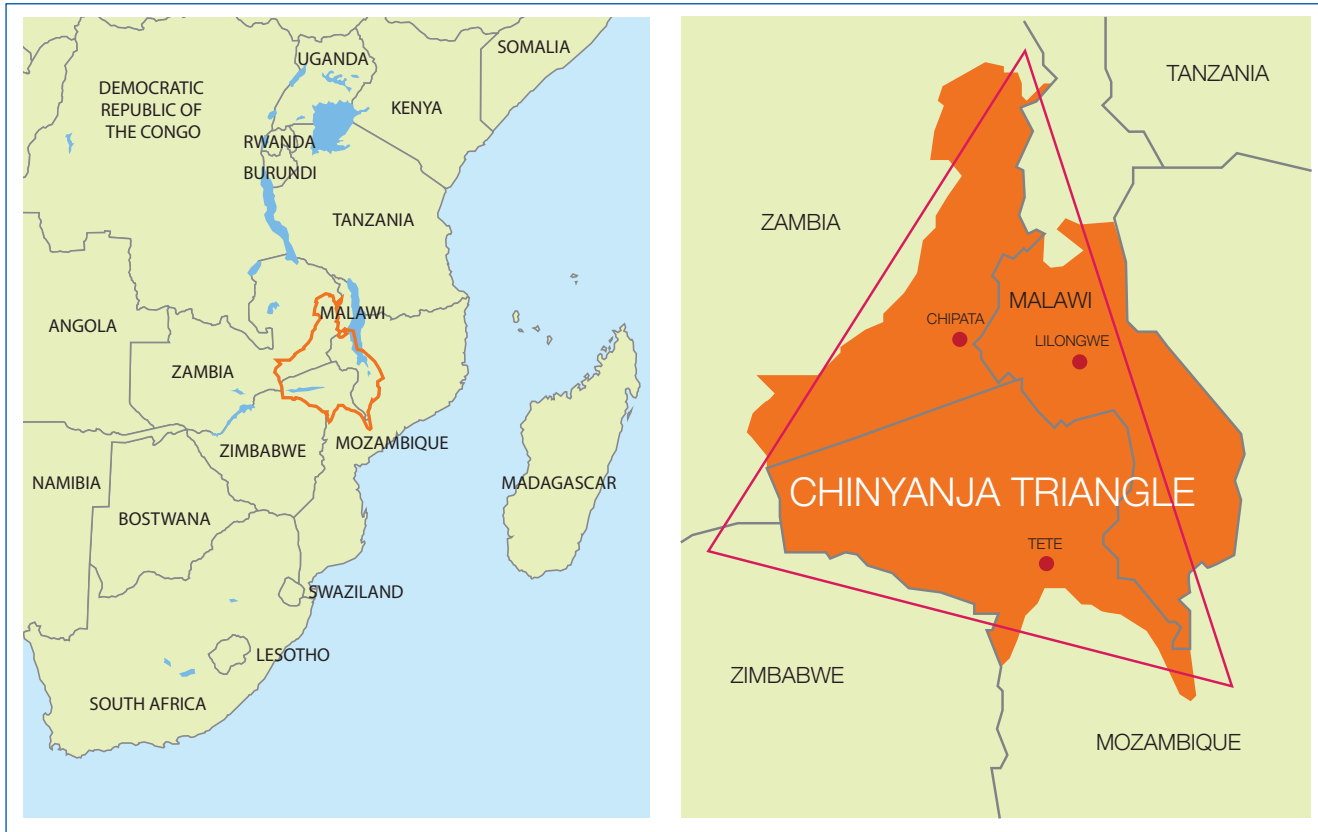 UGANDA
SOMALIA
DEMOCRATIC
REPUBLIC OF
THE CONGO
KENYA
RWANDA
BURUNDI
TANZANIA
ANGOLA
MALAWI
ZAMBIA
ZIMBABWE
MOZAMBIQUE
NAMIBIA
MADAGASCAR
BOSTWANA
SWAZILAND
LESOTHO
SOUTH AFRICA
TANZANIA
ZAMBIA
MALAWI
CHIPATA
LILONGWE
CHINYANJA TRIANGLE
TETE
ZIMBABWE
MOZAMBIQUE